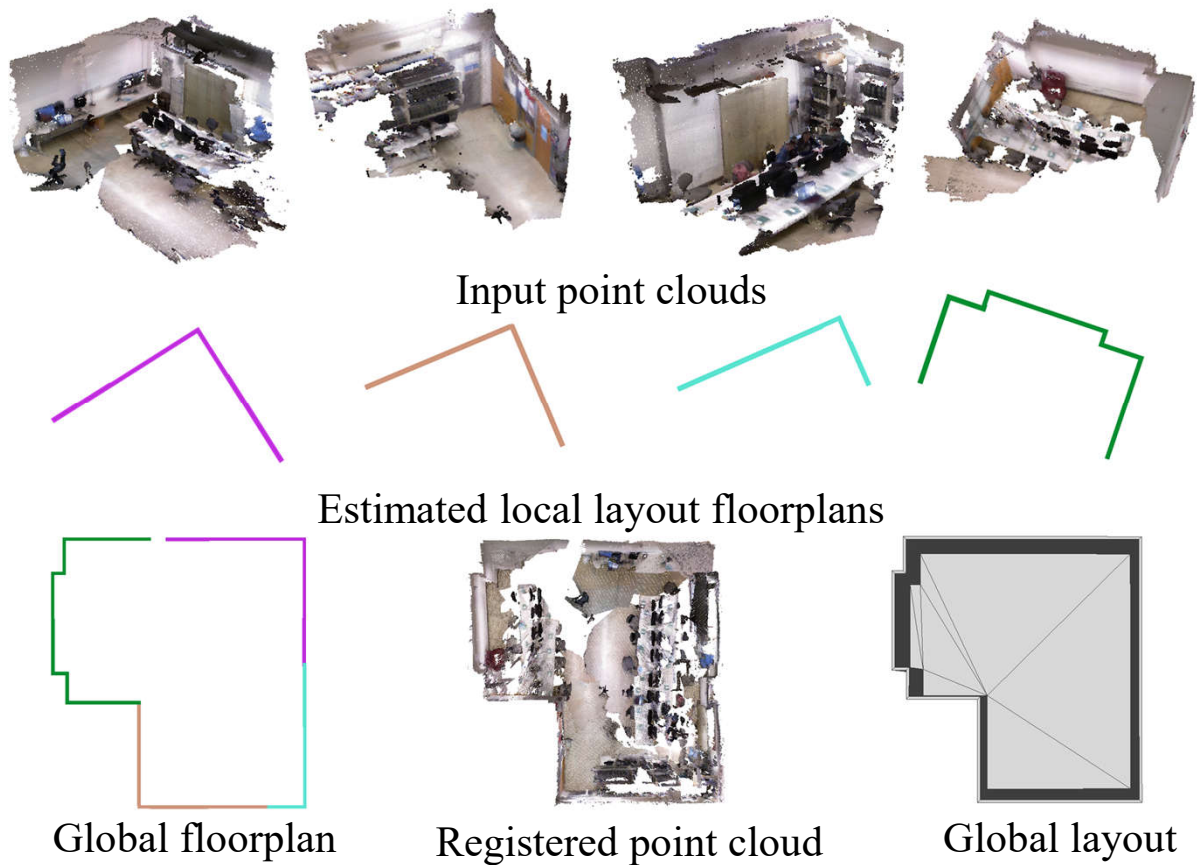 Input point clouds
Estimated local layout floorplans
Global floorplan
Registered point cloud
Global layout